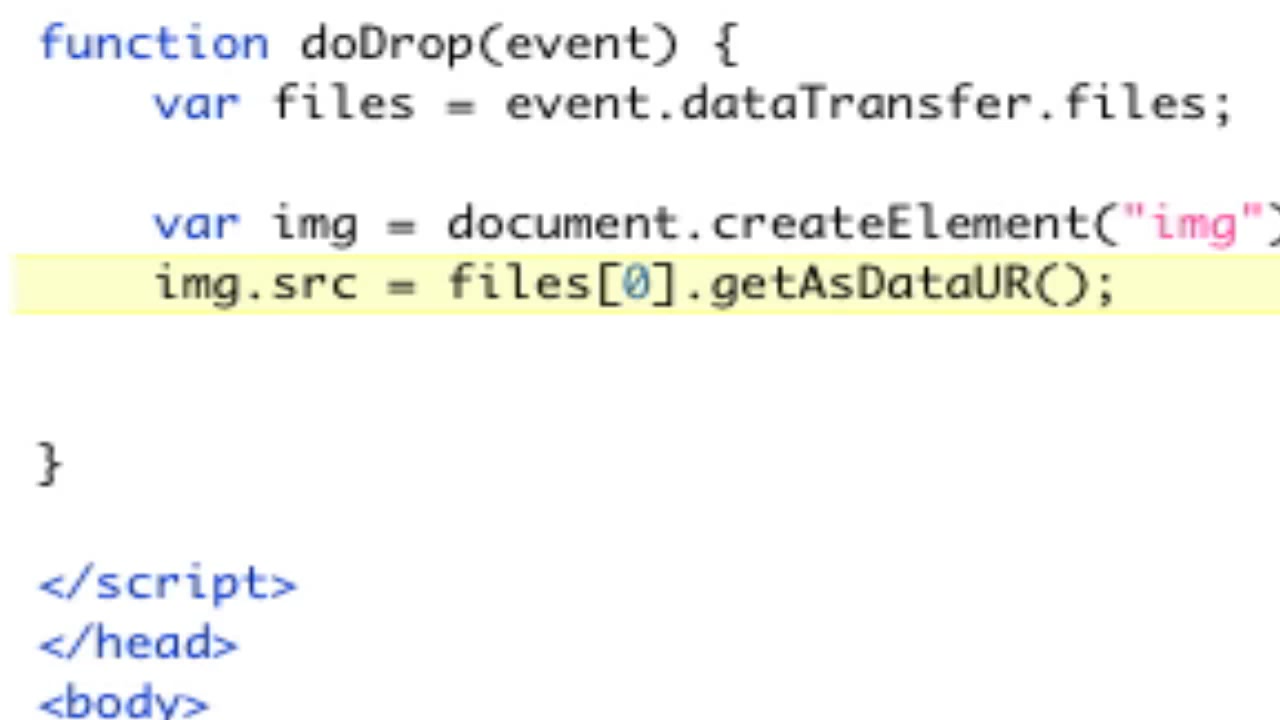 function doDrop(event) {
var files = event.dataTransfer.files;
var img = document.createElement("img")
img.src = files[0].getAsDataUR();
}
</script>
</head>
<body>